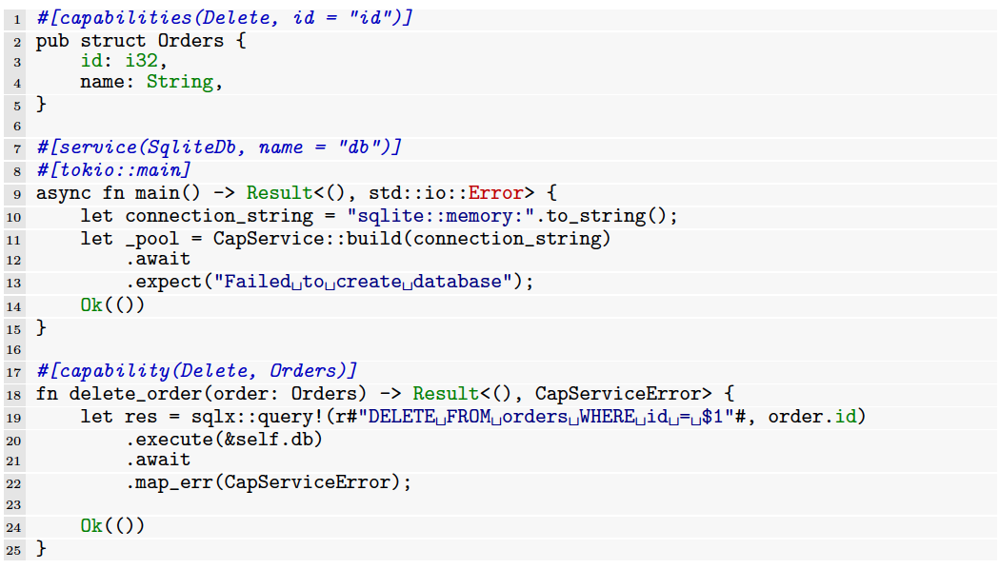 1 #[capabilities(Delete, id = "id")]
2 pub struct Orders {
3     id: i32,
4     name: String,
5 }
6
7 #[service(SqliteDb, name = "db")]
8 #[tokio::main]
9 async fn main() -> Result<(), std::io::Error> {
10     let connection_string = "sqlite::memory:".to_string();
11     let _pool = CapService::build(connection_string)
12         .await
13         .expect("Failed␣to␣create␣database");
14     Ok(())
15 }
16
17 #[capability(Delete, Orders)]
18 fn delete_order(order: Orders) -> Result<(), CapServiceError> {
19     let res = sqlx::query!(r#"DELETE␣FROM␣orders␣WHERE␣id␣=␣$1"#, order.id)
20         .execute(&self.db)
21         .await
22         .map_err(CapServiceError);
23
24     Ok(())
25 }